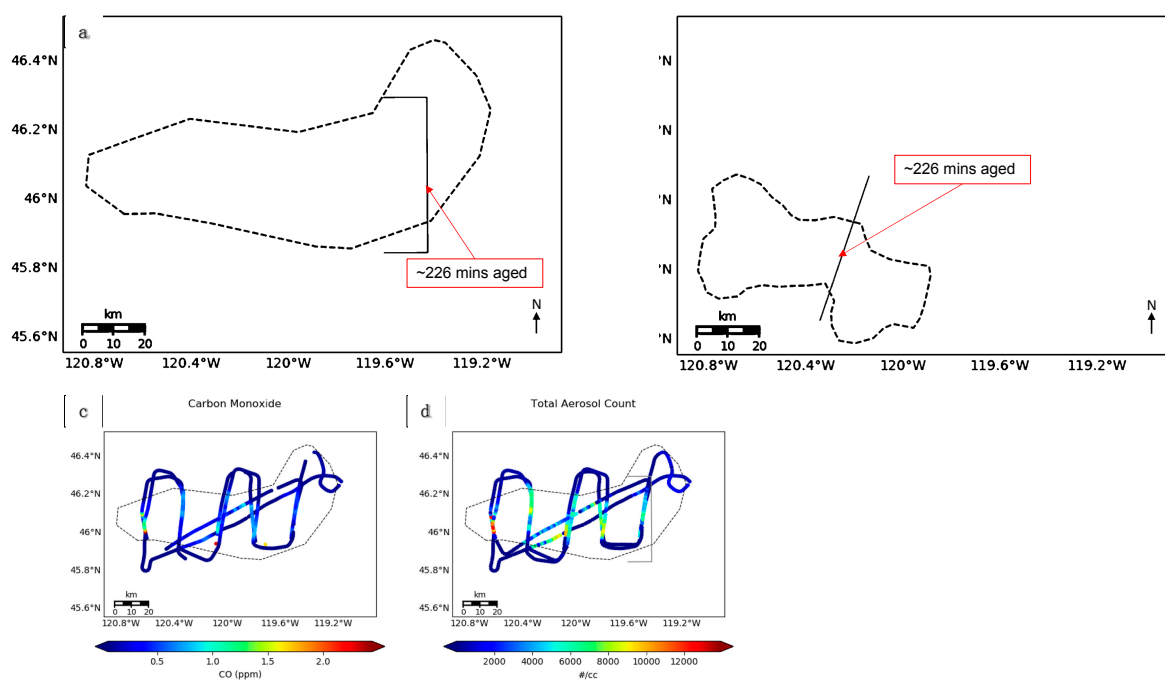 a
46.4°N
46.2°N
46°N
45.8°N
45.6°N
~226 mins aged
km
0 10 20
N
120.8°W 120.4°W 120°W 119.6°W 119.2°W
°N
°N
°N
°N
°N
~226 mins aged
km
0 10 20
N
120.8°W 120.4°W 120°W 119.6°W 119.2°W
c
Carbon Monoxide
46.4°N
46.2°N
46°N
45.8°N
45.6°N
km
0 10 20
120.8°W 120.4°W 120°W 119.6°W 119.2°W
0.5 1.0 1.5 2.0
CO (ppm)
d
Total Aerosol Count
46.4°N
46.2°N
46°N
45.8°N
45.6°N
km
0 10 20
120.8°W 120.4°W 120°W 119.6°W 119.2°W
2000 4000 6000 8000 10000 12000
#/cc